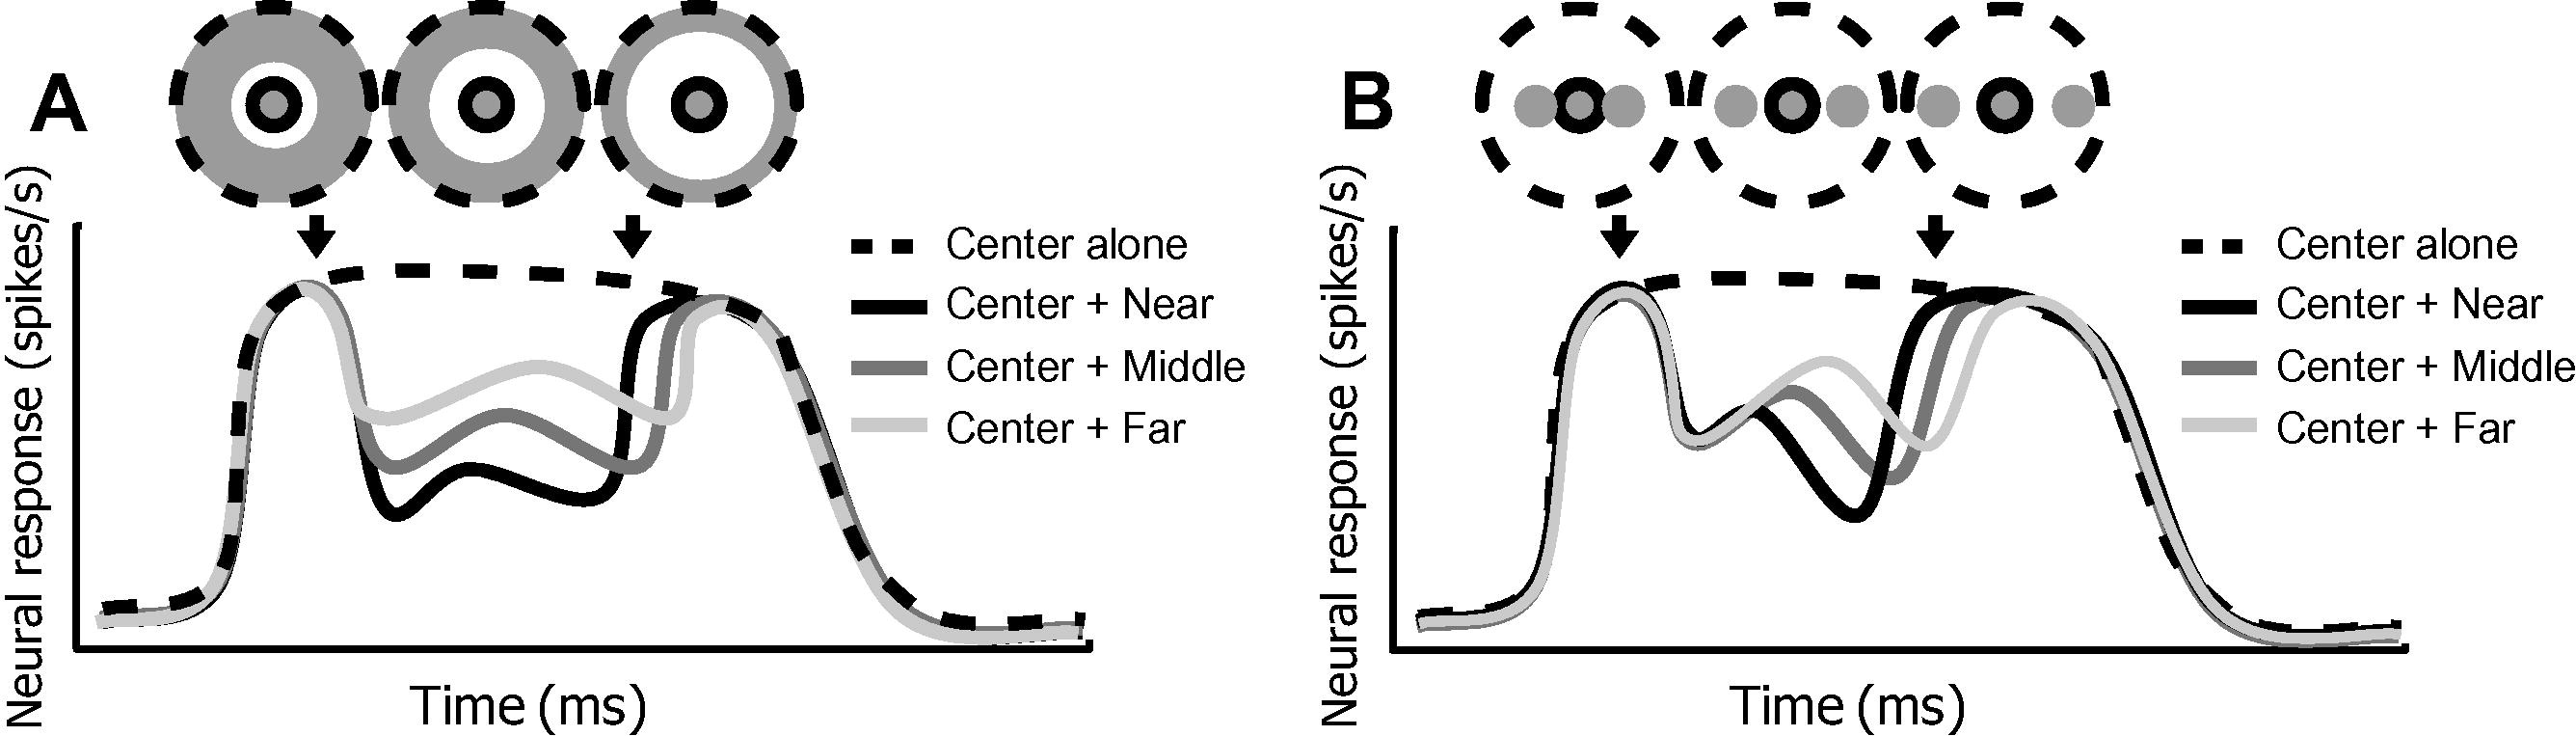 A
Neural response (spikes/s)
Center alone
Center + Near
Center + Middle
Center + Far
Time (ms)
B
Neural response (spikes/s)
Center alone
Center + Near
Center + Middle
Center + Far
Time (ms)